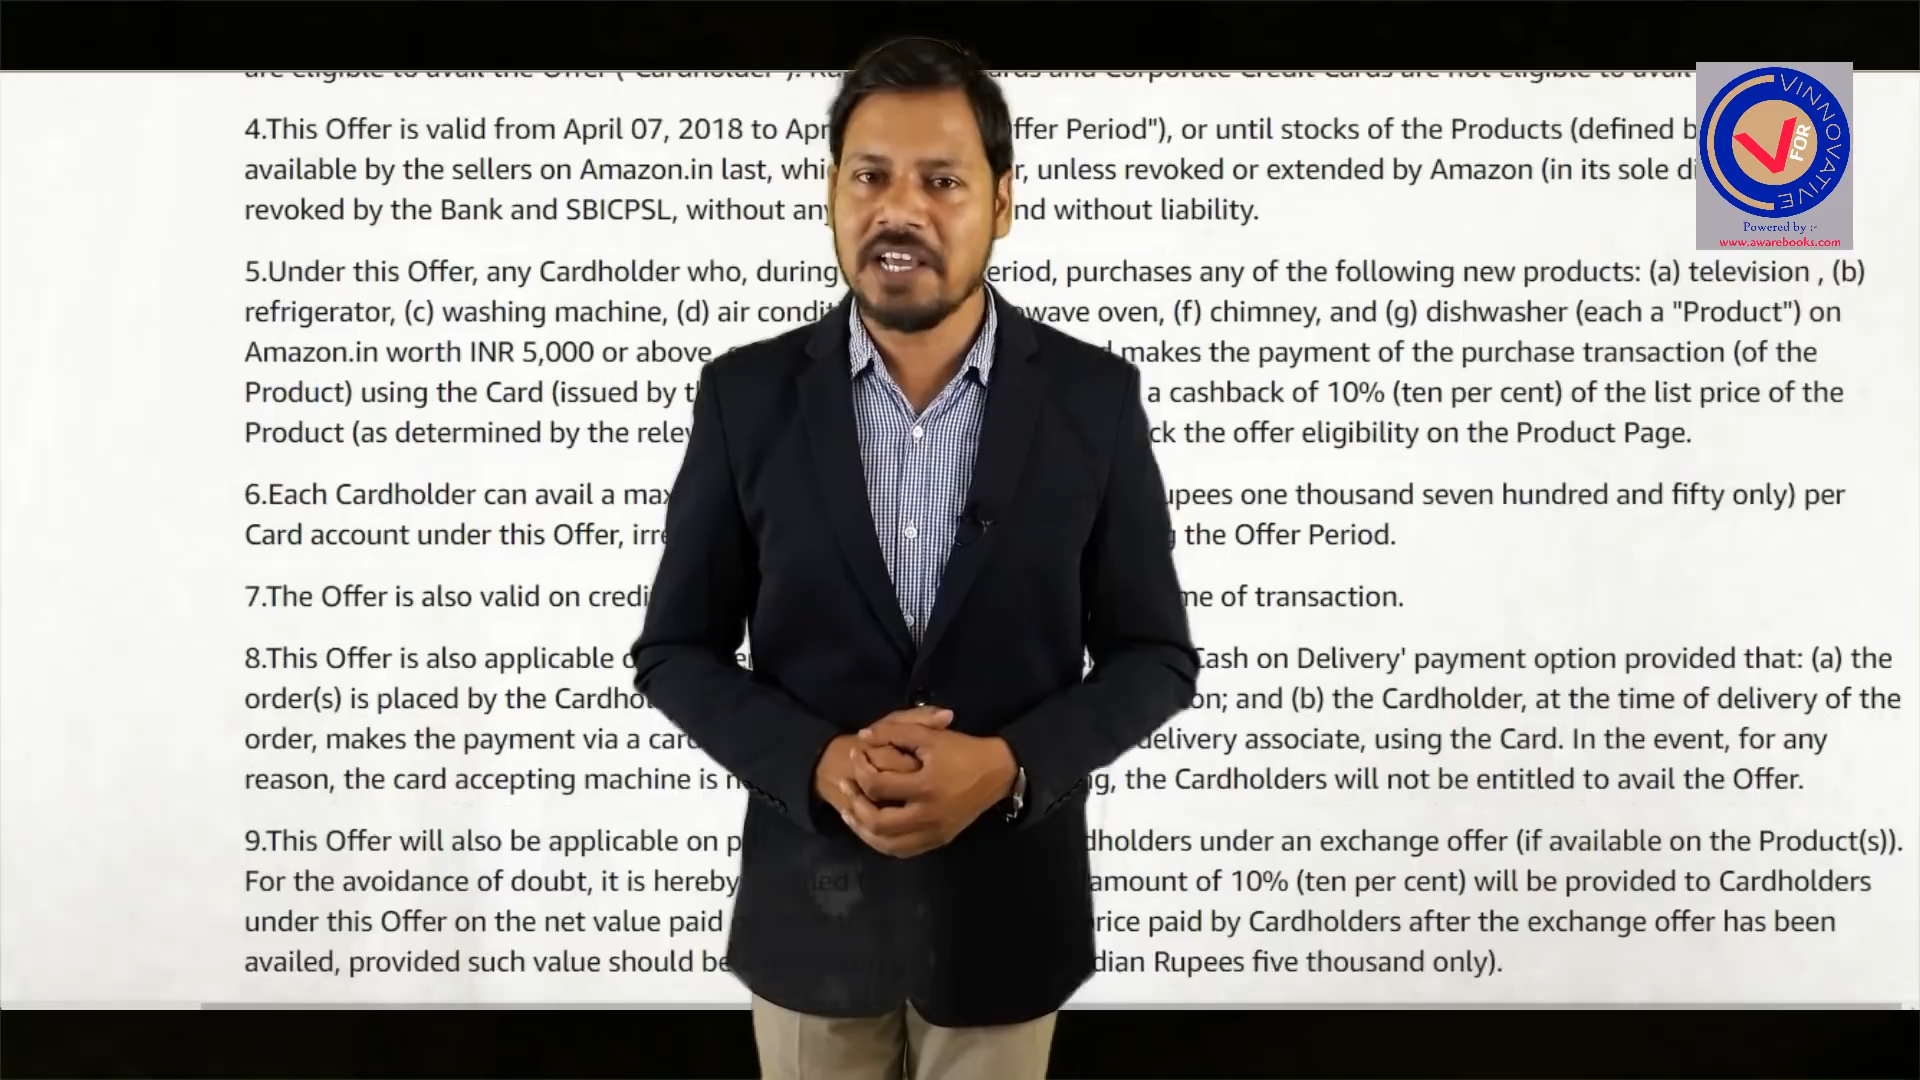 4.This Offer is valid from April 07, 2018 to Apr ffer Period"), or until stocks of the Products (defined b
available by the sellers on Amazon.in last, whi r, unless revoked or extended by Amazon (in its sole di
revoked by the Bank and SBICPSL, without any nd without liability.
5.Under this Offer, any Cardholder who, during eriod, purchases any of the following new products: (a) television , (b)
refrigerator, (c) washing machine, (d) air condit owave oven, (f) chimney, and (g) dishwasher (each a "Product") on
Amazon.in worth INR 5,000 or above, makes the payment of the purchase transaction (of the
Product) using the Card (issued by t a cashback of 10% (ten per cent) of the list price of the
Product (as determined by the rele ck the offer eligibility on the Product Page.
6.Each Cardholder can avail a max upees one thousand seven hundred and fifty only) per
Card account under this Offer, irre g the Offer Period.
7.The Offer is also valid on credi me of transaction.
8.This Offer is also applicable o Cash on Delivery' payment option provided that: (a) the
order(s) is placed by the Cardhol on; and (b) the Cardholder, at the time of delivery of the
order, makes the payment via a card delivery associate, using the Card. In the event, for any
reason, the card accepting machine is n ng, the Cardholders will not be entitled to avail the Offer.
9.This Offer will also be applicable on p dholders under an exchange offer (if available on the Product(s)).
For the avoidance of doubt, it is hereby amount of 10% (ten per cent) will be provided to Cardholders
under this Offer on the net value paid rice paid by Cardholders after the exchange offer has been
availed, provided such value should be dian Rupees five thousand only).
V FOR VINNOVATIVE
Powered by :-
www.awarebooks.com